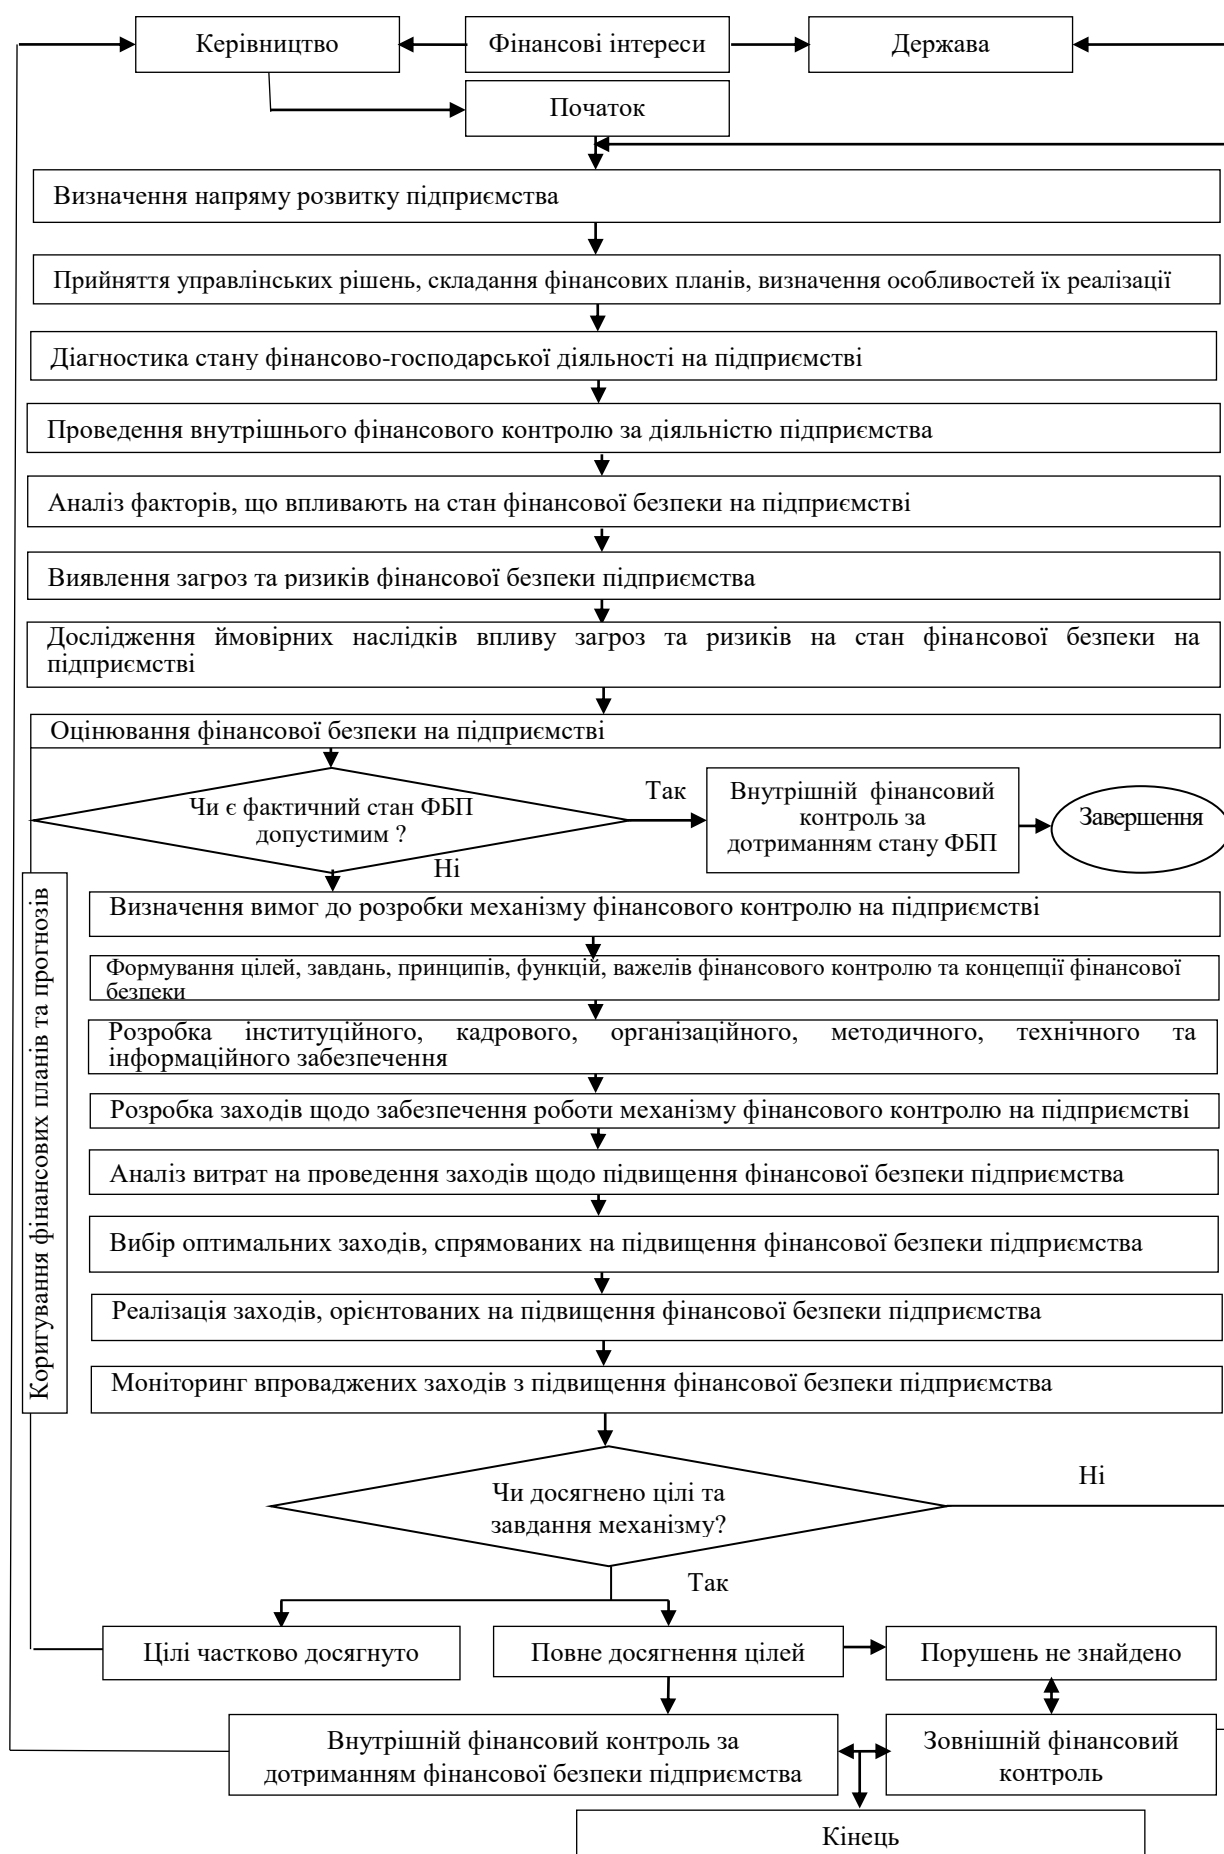 Керівництво
Фінансові інтереси
Держава
Початок
Визначення напряму розвитку підприємства
Прийняття управлінських рішень, складання фінансових планів, визначення особливостей їх реалізації
Діагностика стану фінансово-господарської діяльності на підприємстві
Проведення внутрішнього фінансового контролю за діяльністю підприємства
Аналіз факторів, що впливають на стан фінансової безпеки на підприємстві
Виявлення загроз та ризиків фінансової безпеки підприємства
Дослідження ймовірних наслідків впливу загроз та ризиків на стан фінансової безпеки на
підприємстві
Оцінювання фінансової безпеки на підприємстві
Чи є фактичний стан ФБП
допустимим ?
Так
Внутрішній фінансовий
контроль за
дотриманням стану ФБП
Завершення
Ні
Коригування фінансових планів та прогнозів
Визначення вимог до розробки механізму фінансового контролю на підприємстві
Формування цілей, завдань, принципів, функцій, важелів фінансового контролю та концепції фінансової
безпеки
Розробка інституційного, кадрового, організаційного, методичного, технічного та
інформаційного забезпечення
Розробка заходів щодо забезпечення роботи механізму фінансового контролю на підприємстві
Аналіз витрат на проведення заходів щодо підвищення фінансової безпеки підприємства
Вибір оптимальних заходів, спрямованих на підвищення фінансової безпеки підприємства
Реалізація заходів, орієнтованих на підвищення фінансової безпеки підприємства
Моніторинг впроваджених заходів з підвищення фінансової безпеки підприємства
Чи досягнено цілі та
завдання механізму?
Ні
Так
Цілі частково досягнуто
Повне досягнення цілей
Порушень не знайдено
Внутрішній фінансовий контроль за
дотриманням фінансової безпеки підприємства
Зовнішній фінансовий
контроль
Кінець